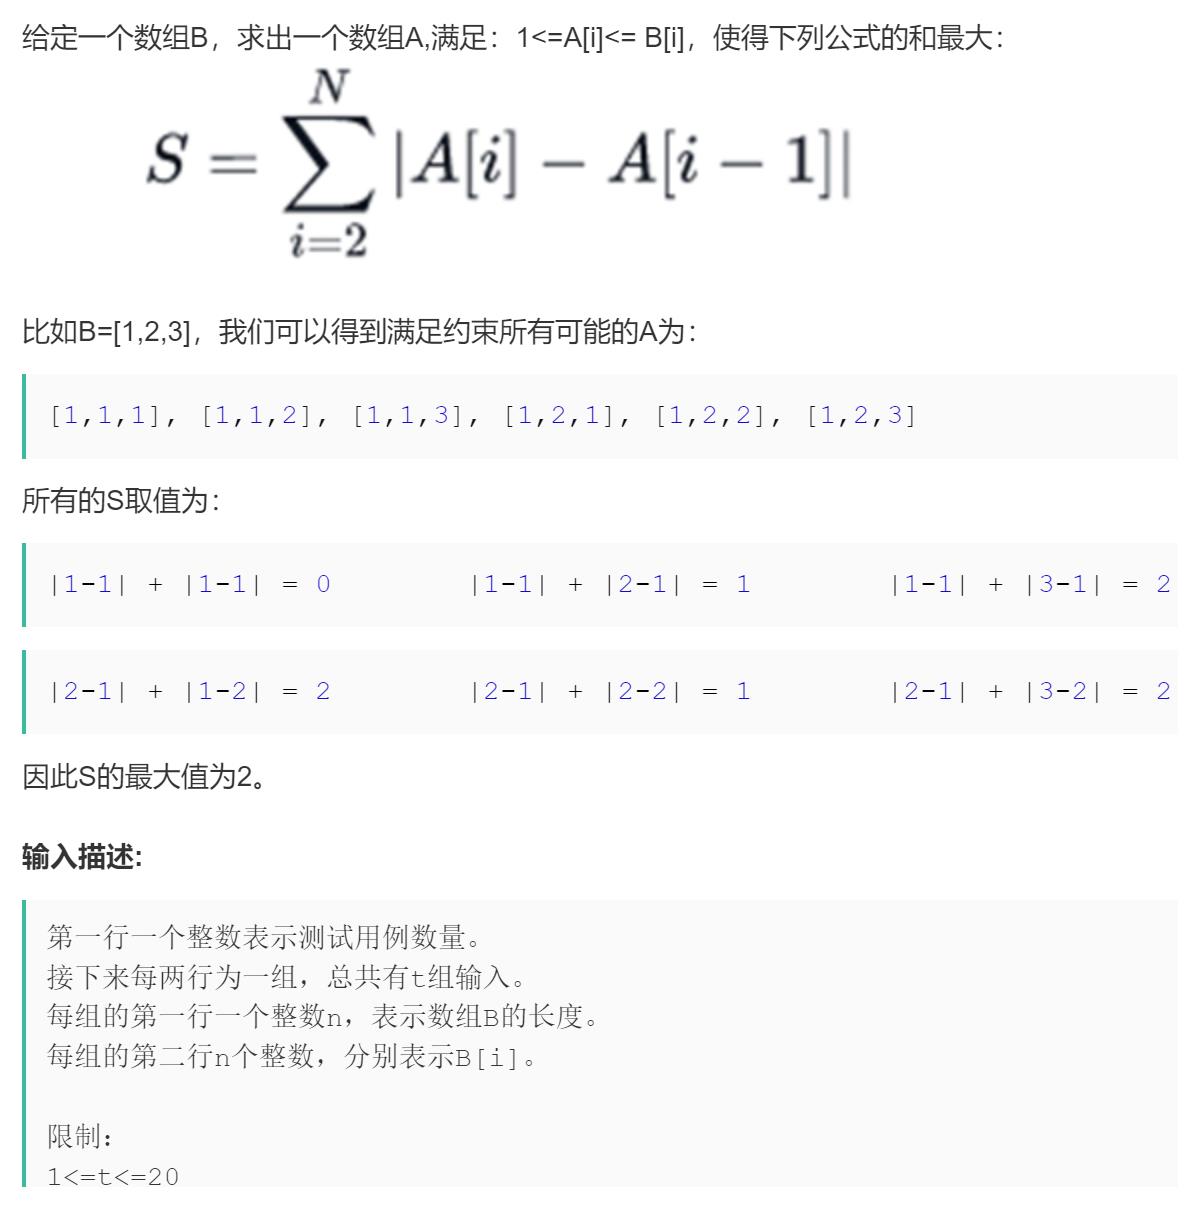 给定一个数组B，求出一个数组A,满足：1<=A[i]<= B[i]，使得下列公式的和最大：
S = \sum_{i=2}^{N} |A[i] − A[i − 1]|
比如B=[1,2,3]，我们可以得到满足约束所有可能的A为：
[1,1,1], [1,1,2], [1,1,3], [1,2,1], [1,2,2], [1,2,3]
所有的S取值为：
|1-1| + |1-1| = 0 |1-1| + |2-1| = 1 |1-1| + |3-1| = 2
|2-1| + |1-2| = 2 |2-1| + |2-2| = 1 |2-1| + |3-2| = 2
因此S的最大值为2。
输入描述:
第一行一个整数表示测试用例数量。
接下来每两行为一组，总共有t组输入。
每组的第一行一个整数n，表示数组B的长度。
每组的第二行n个整数，分别表示B[i]。
限制：
1<=t<=20